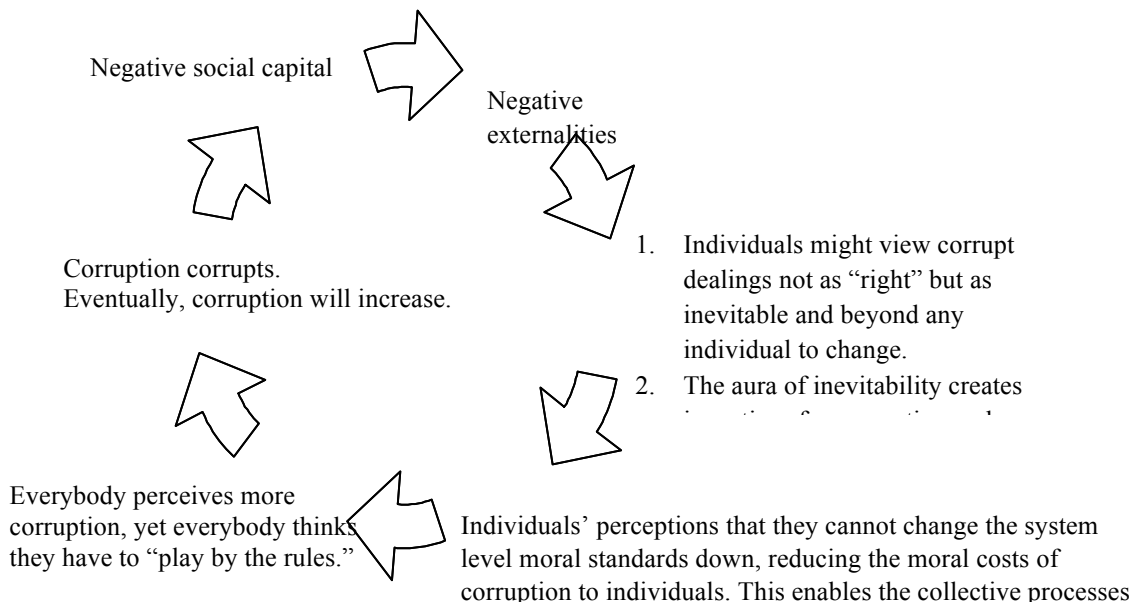 Negative social capital
Negative
externalities
1. Individuals might view corrupt
dealings not as “right” but as
inevitable and beyond any
individual to change.
2. The aura of inevitability creates
Individuals’ perceptions that they cannot change the system
level moral standards down, reducing the moral costs of
corruption to individuals. This enables the collective processes
Everybody perceives more
corruption, yet everybody thinks
they have to “play by the rules.”
Corruption corrupts.
Eventually, corruption will increase.